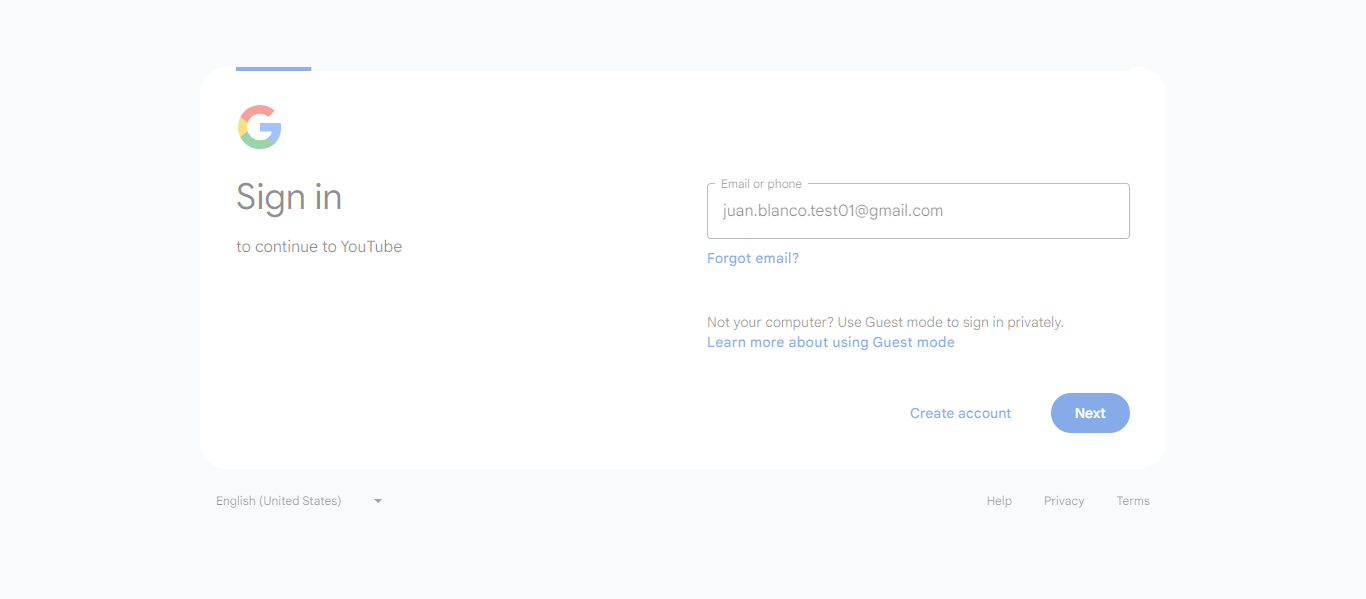 Sign in
to continue to YouTube
Email or phone
juan.blanco.test01@gmail.com
Forgot email?
Not your computer? Use Guest mode to sign in privately.
Learn more about using Guest mode
Create account
Next
English (United States)
Help
Privacy
Terms